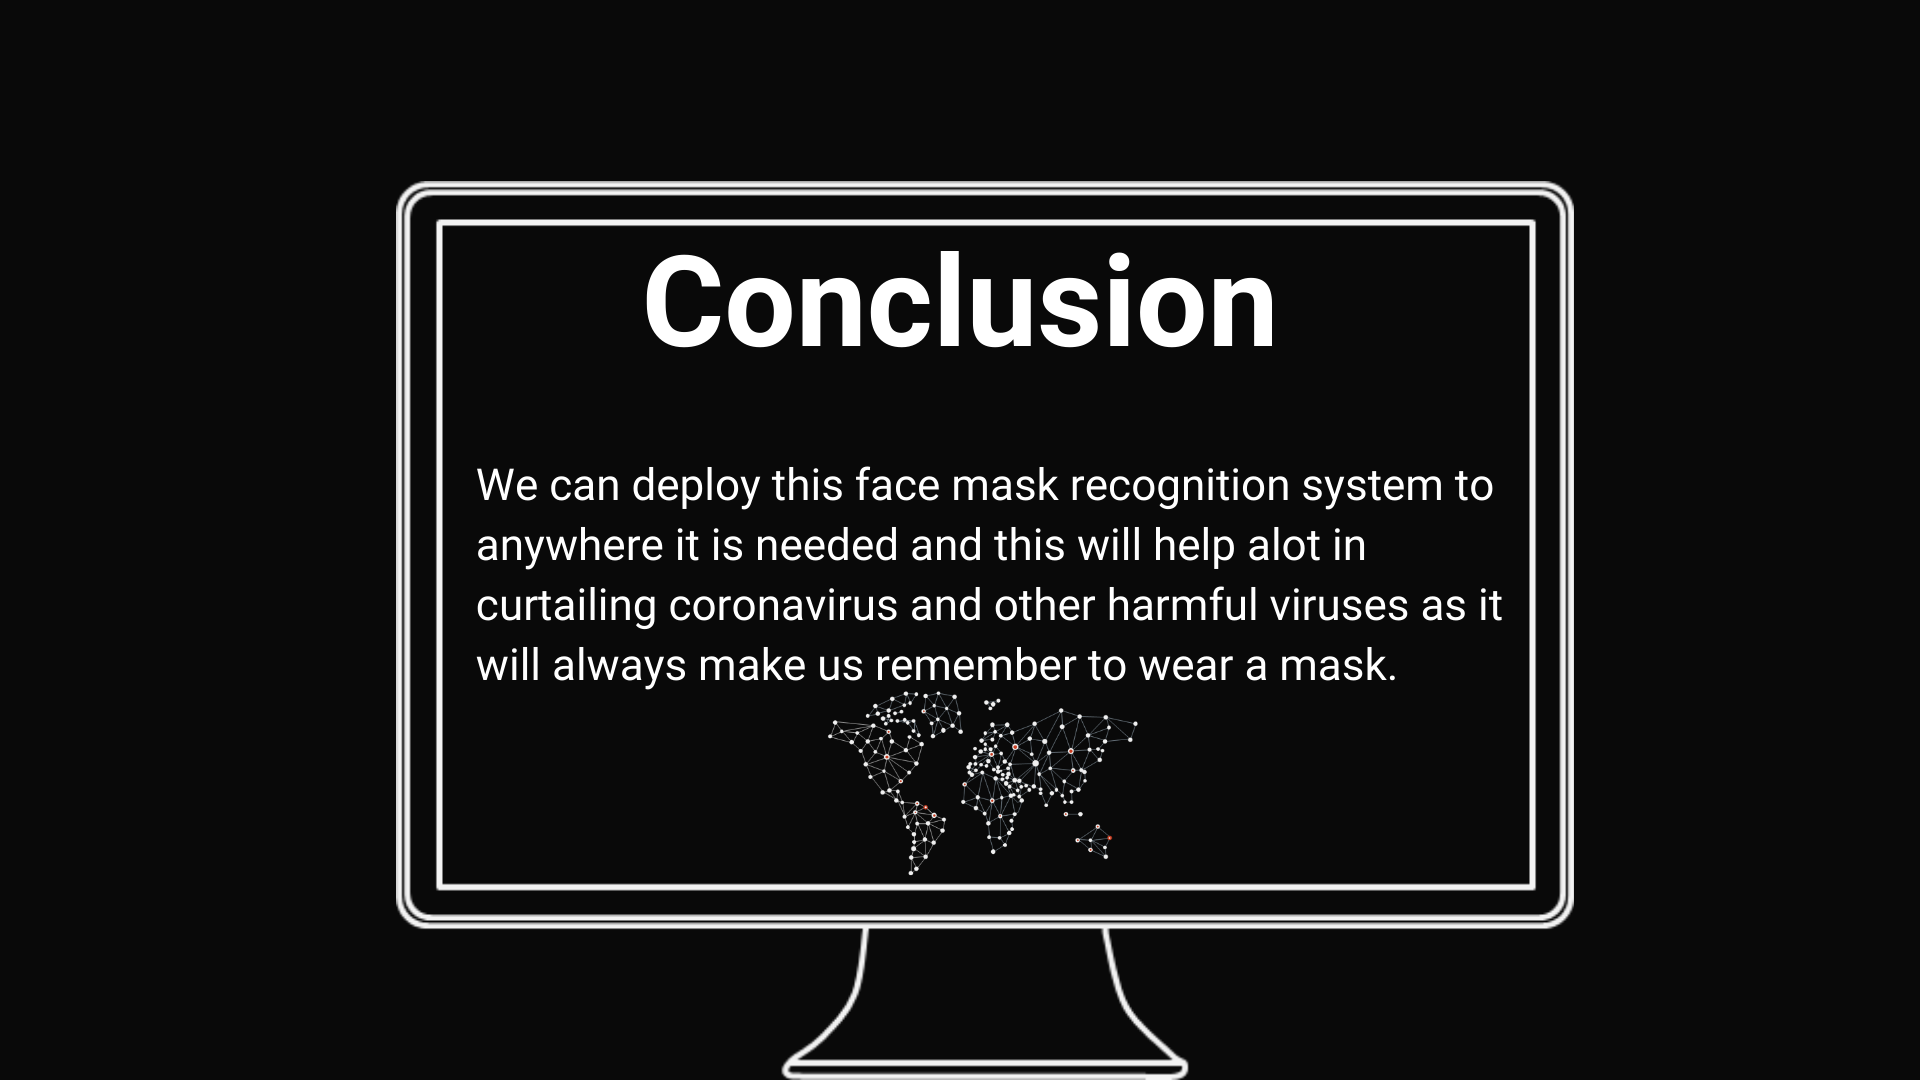 Conclusion
We can deploy this face mask recognition system to
anywhere it is needed and this will help alot in
curtailing coronavirus and other harmful viruses as it
will always make us remember to wear a mask.